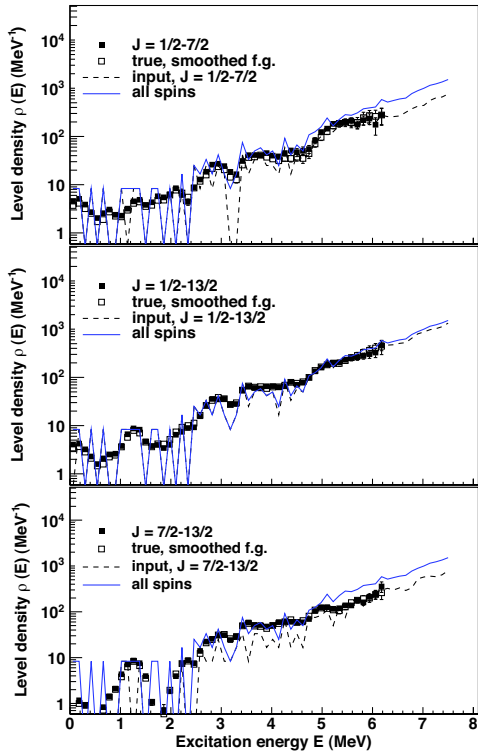 Level density ρ (E) (MeV⁻¹)
10³
10²
10
1
J = 1/2-7/2
true, smoothed f.g.
input, J = 1/2-7/2
all spins
Level density ρ (E) (MeV⁻¹)
10³
10²
10
1
J = 1/2-13/2
true, smoothed f.g.
input, J = 1/2-13/2
all spins
Level density ρ (E) (MeV⁻¹)
10³
10²
10
1
J = 7/2-13/2
true, smoothed f.g.
input, J = 7/2-13/2
all spins
0 1 2 3 4 5 6 7 8
Excitation energy E (MeV)